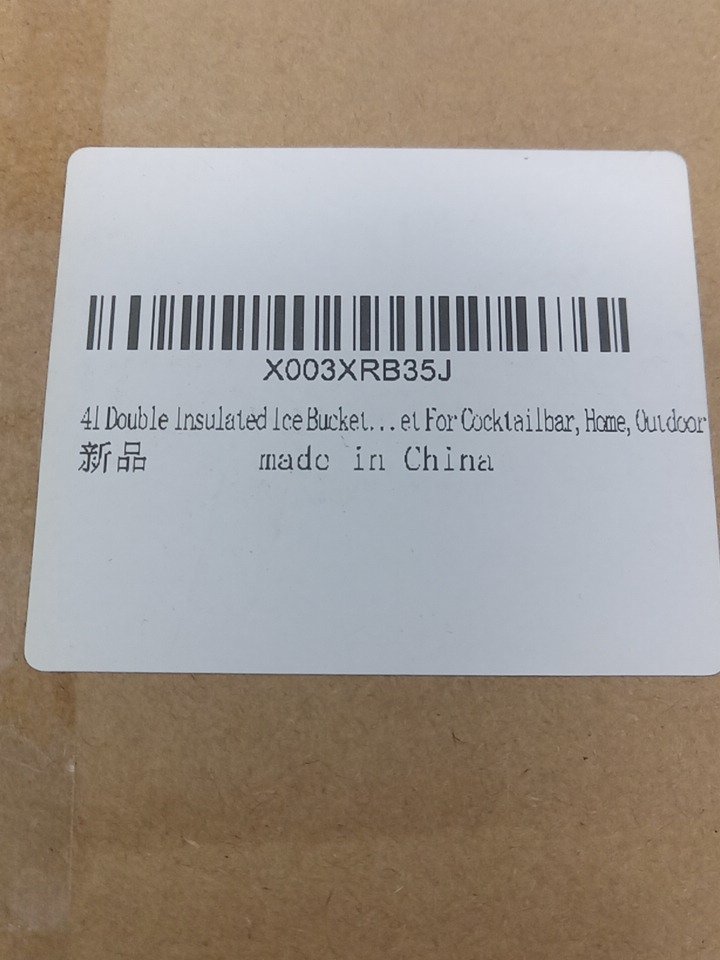 X003XRB35J
4l Double Insulated Ice Bucket...et For Cocktailbar, Home, Outdoor
新品 made in China